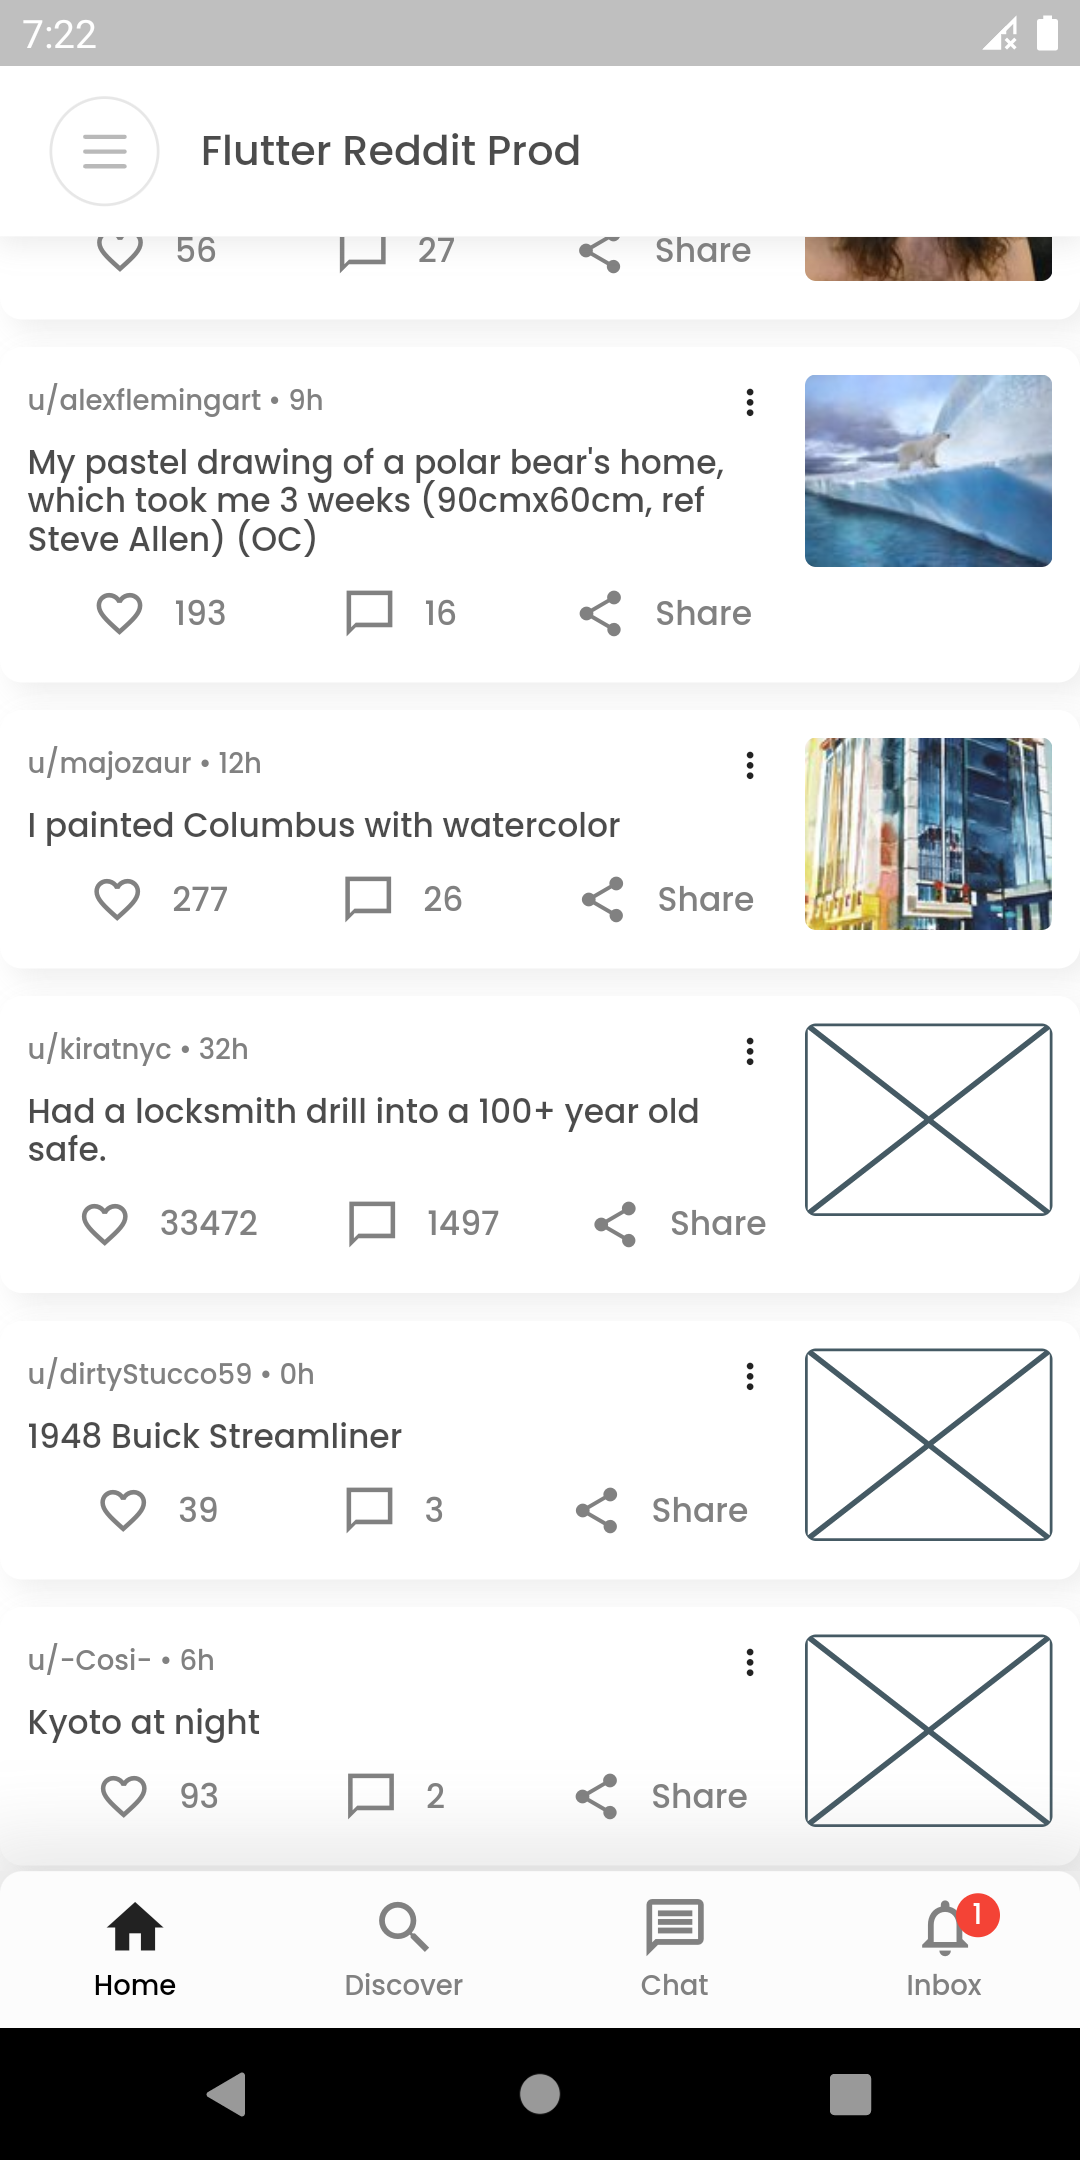 7:22
Flutter Reddit Prod
56 27 Share
u/alexflemingart • 9h
My pastel drawing of a polar bear's home,
which took me 3 weeks (90cmx60cm, ref
Steve Allen) (OC)
193 16 Share
u/majozaur • 12h
I painted Columbus with watercolor
277 26 Share
u/kiratnyc • 32h
Had a locksmith drill into a 100+ year old
safe.
33472 1497 Share
u/dirtyStucco59 • 0h
1948 Buick Streamliner
39 3 Share
u/-Cosi- • 6h
Kyoto at night
93 2 Share
1
Home Discover Chat Inbox